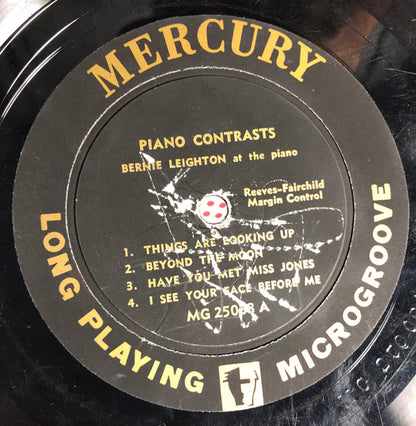 MERCURY
PIANO CONTRASTS
BERNIE LEIGHTON at the piano
Reeves-Fairchild
Margin Control
1. THINGS ARE LOOKING UP
2. BEYOND THE MOON
3. HAVE YOU MET MISS JONES
4. I SEE YOUR FACE BEFORE ME
MG A
LONG PLAYING MICROGROOVE